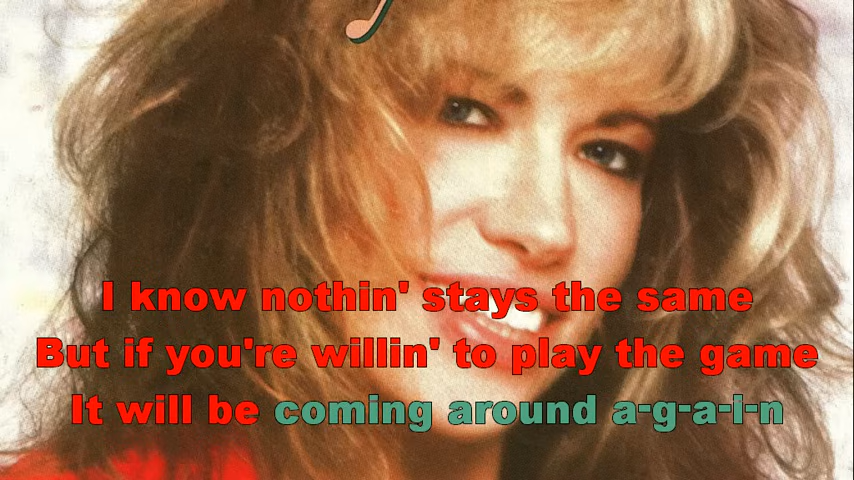 I know nothin' stays the same
But if you're willin' to play the game
It will be coming around a-g-a-i-n